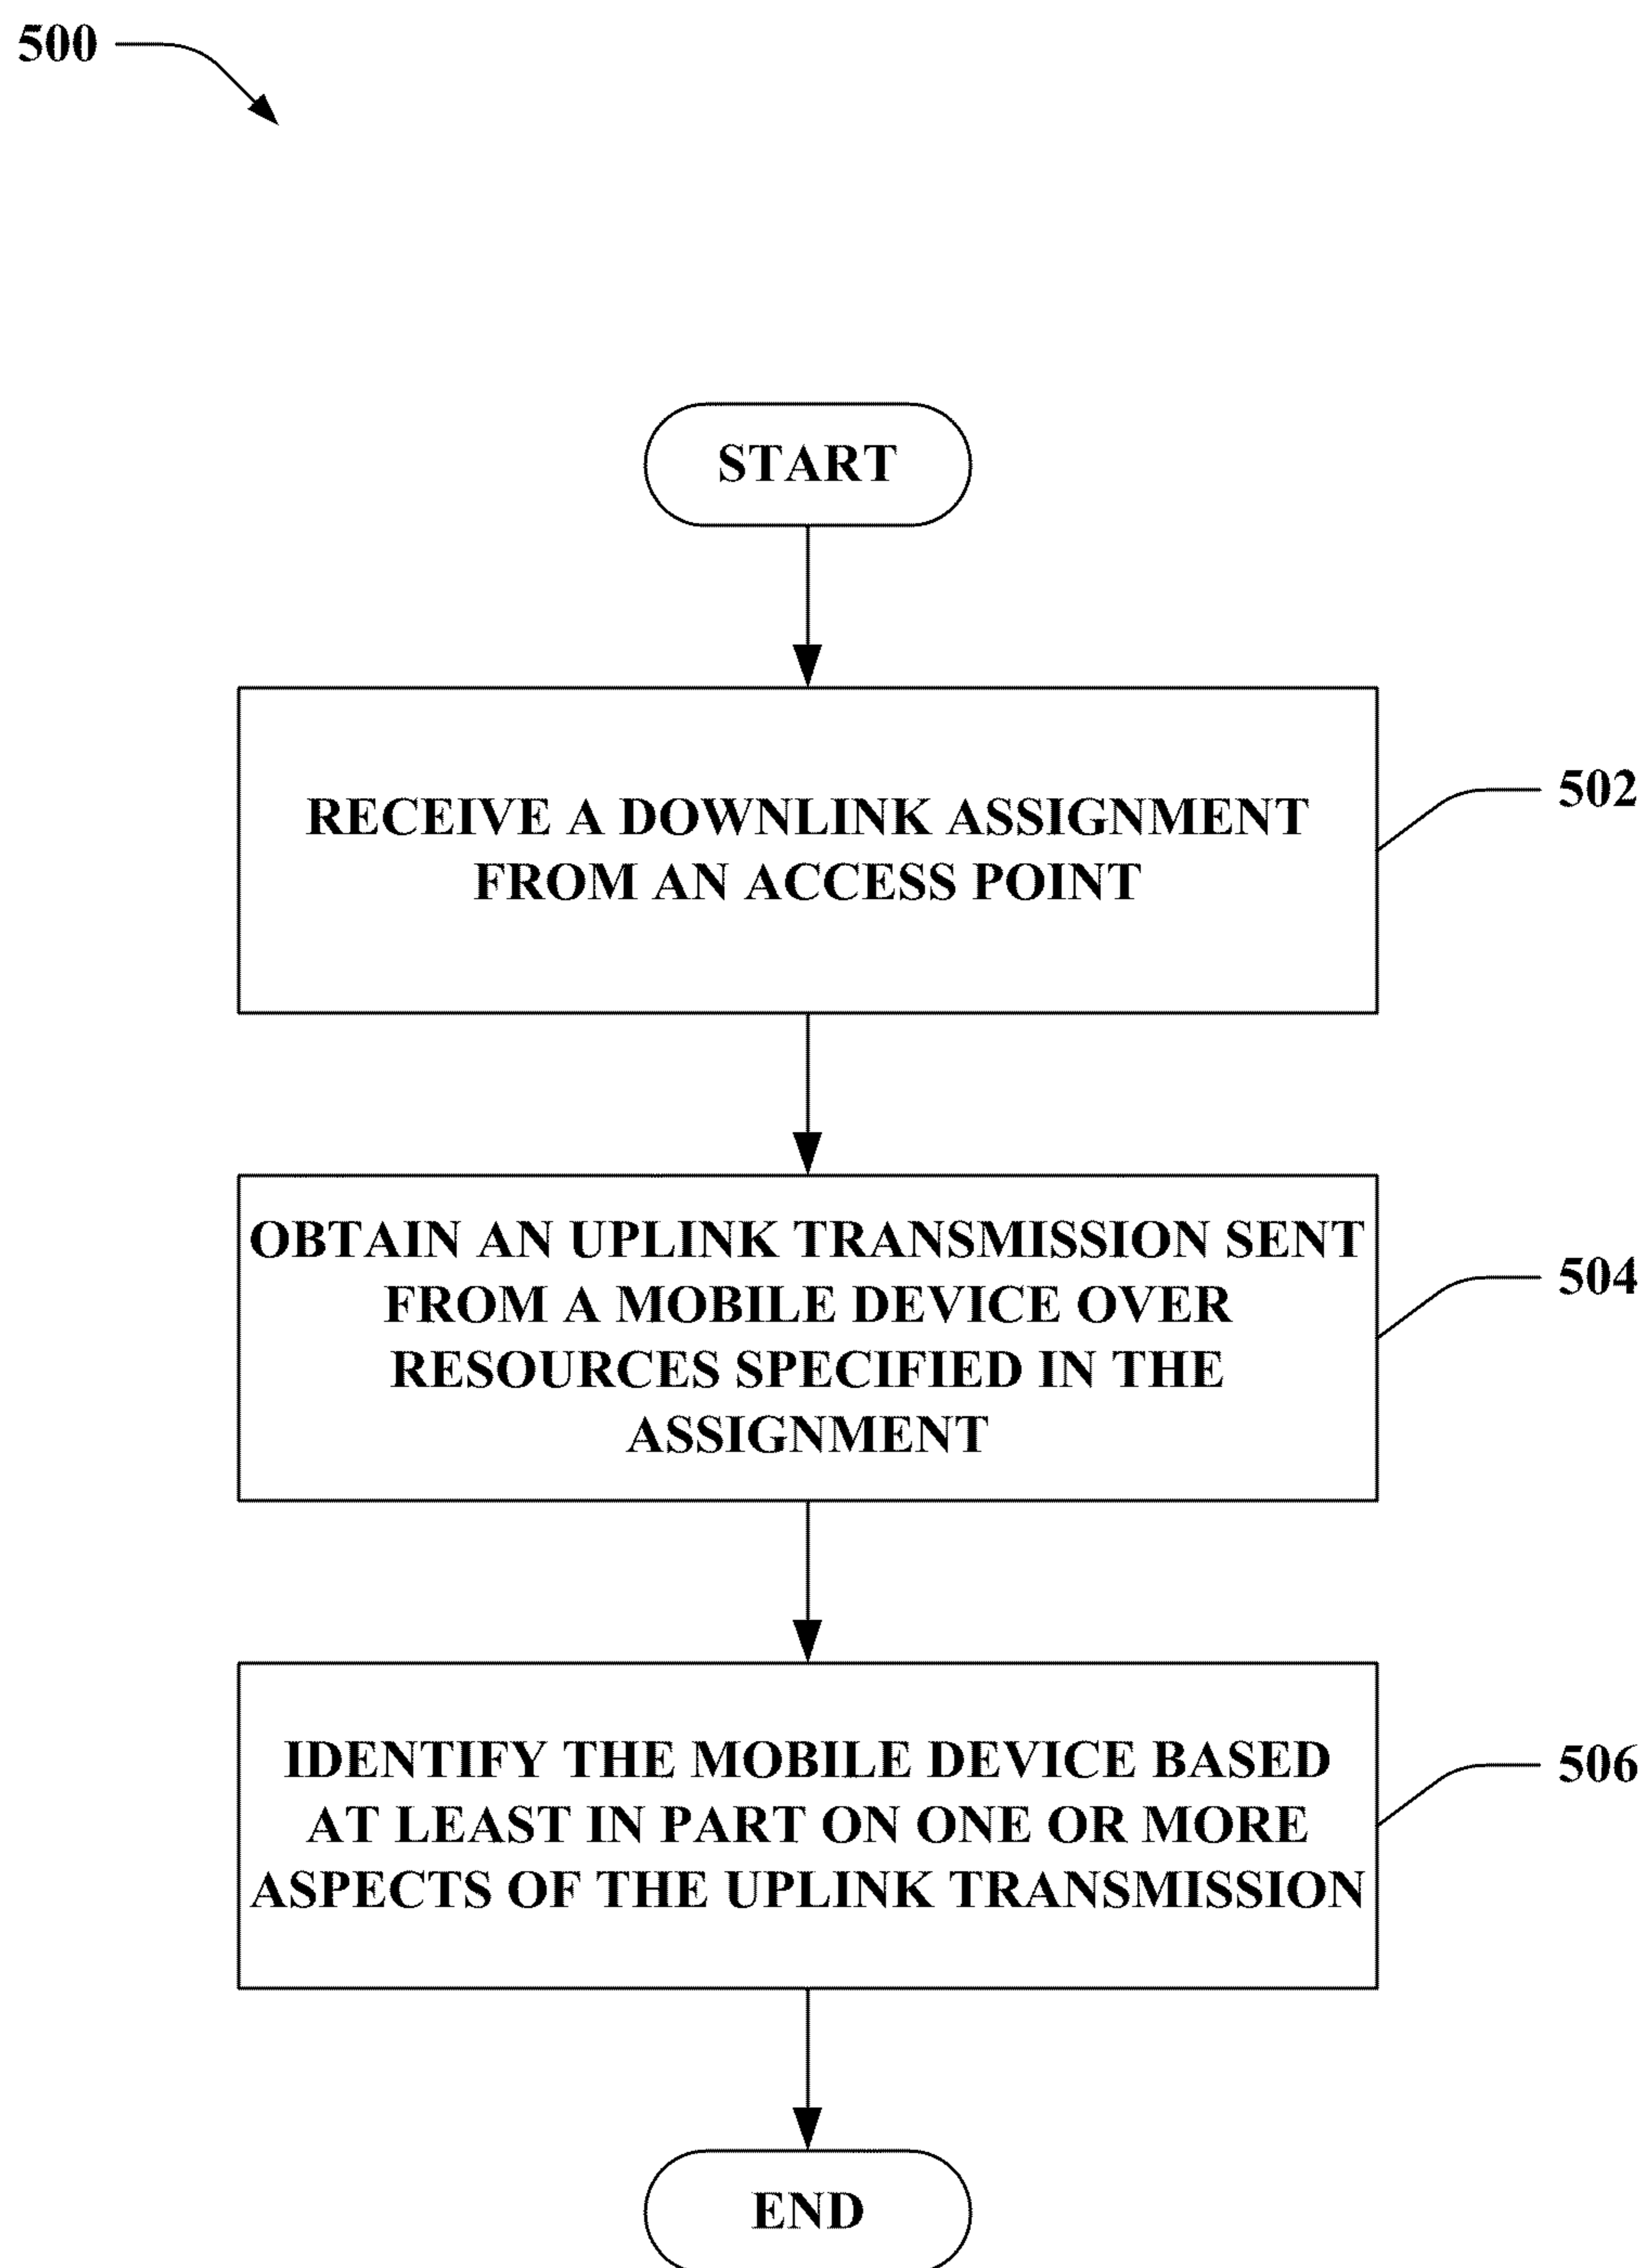 500
START
RECEIVE A DOWNLINK ASSIGNMENT
FROM AN ACCESS POINT
502
OBTAIN AN UPLINK TRANSMISSION SENT
FROM A MOBILE DEVICE OVER
RESOURCES SPECIFIED IN THE
ASSIGNMENT
504
IDENTIFY THE MOBILE DEVICE BASED
AT LEAST IN PART ON ONE OR MORE
ASPECTS OF THE UPLINK TRANSMISSION
506
END